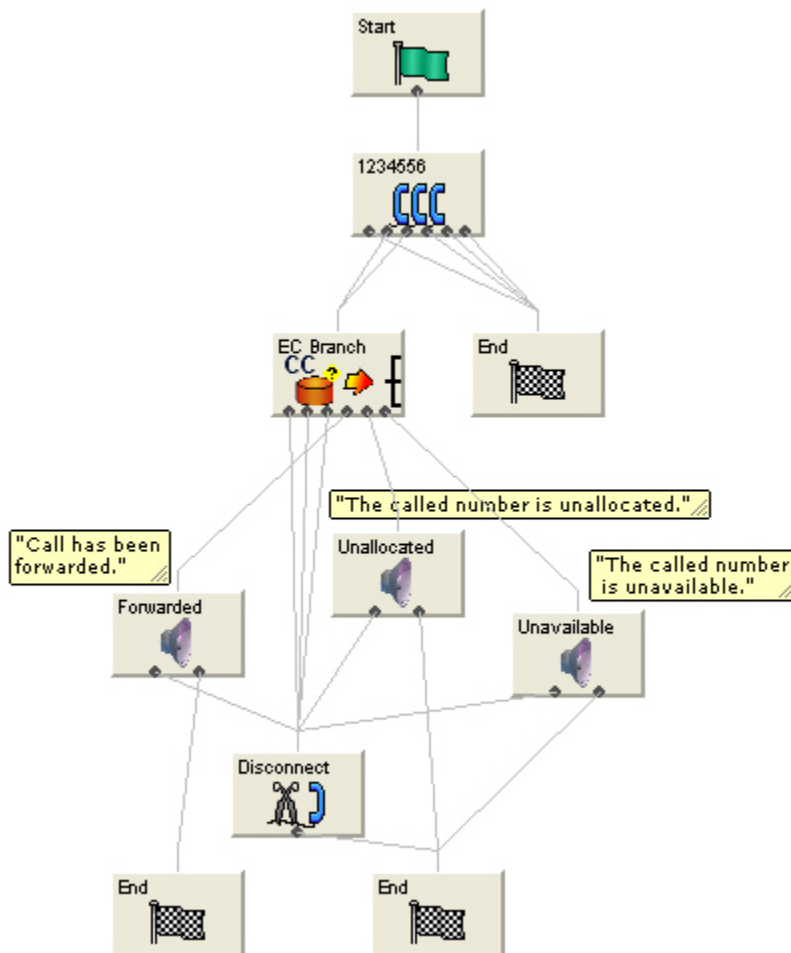 Start
1234556
EC Branch
CC
?
End
"The called number is unallocated."
"Call has been
forwarded."
Unallocated
"The called number
is unavailable."
Forwarded
Unavailable
Disconnect
End
End